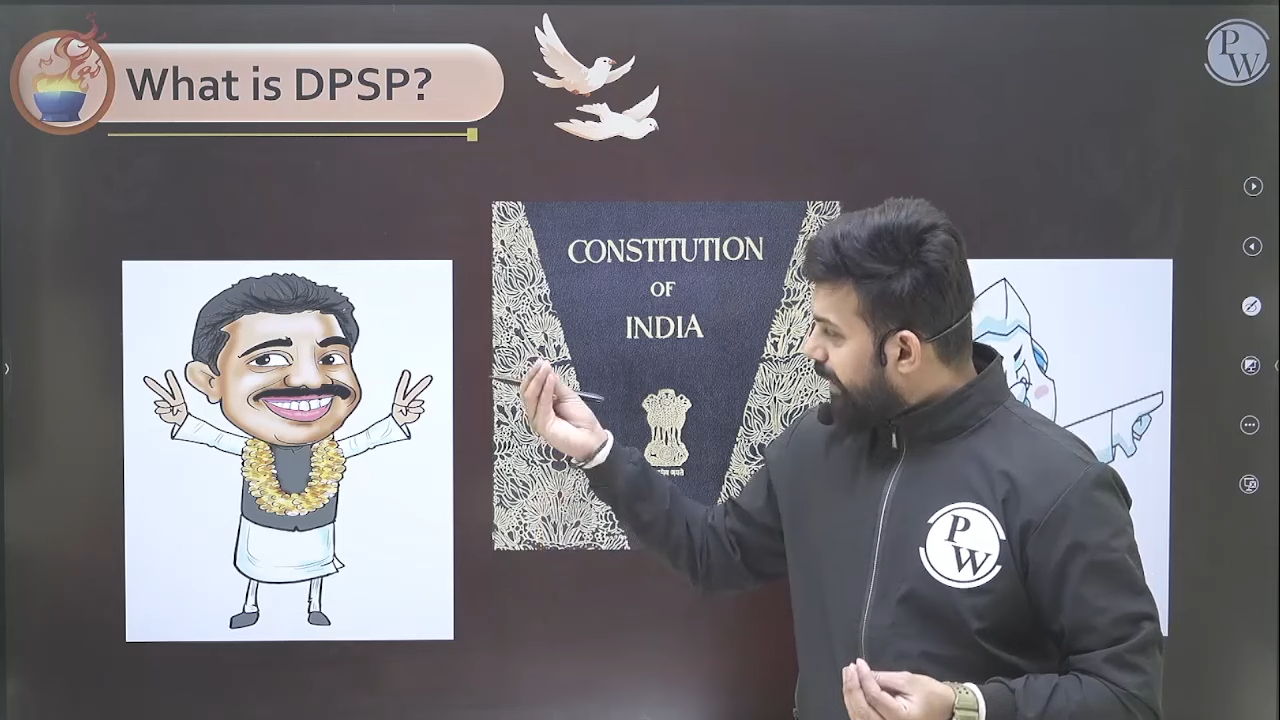 What is DPSP?
PW
CONSTITUTION
OF
INDIA
PW